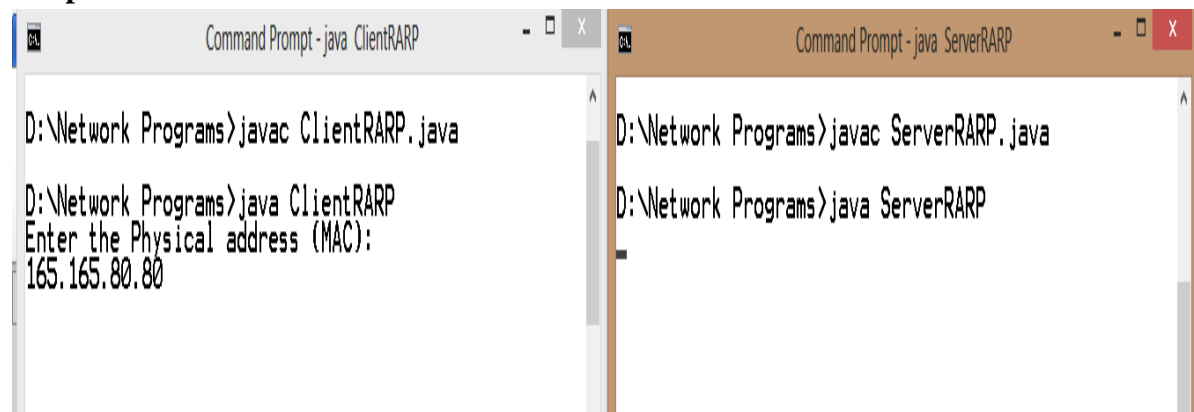 Command Prompt - java ClientRARP
D:\Network Programs>javac ClientRARP.java
D:\Network Programs>java ClientRARP
Enter the Physical address (MAC):
165.165.80.80
Command Prompt - java ServerRARP
D:\Network Programs>javac ServerRARP.java
D:\Network Programs>java ServerRARP